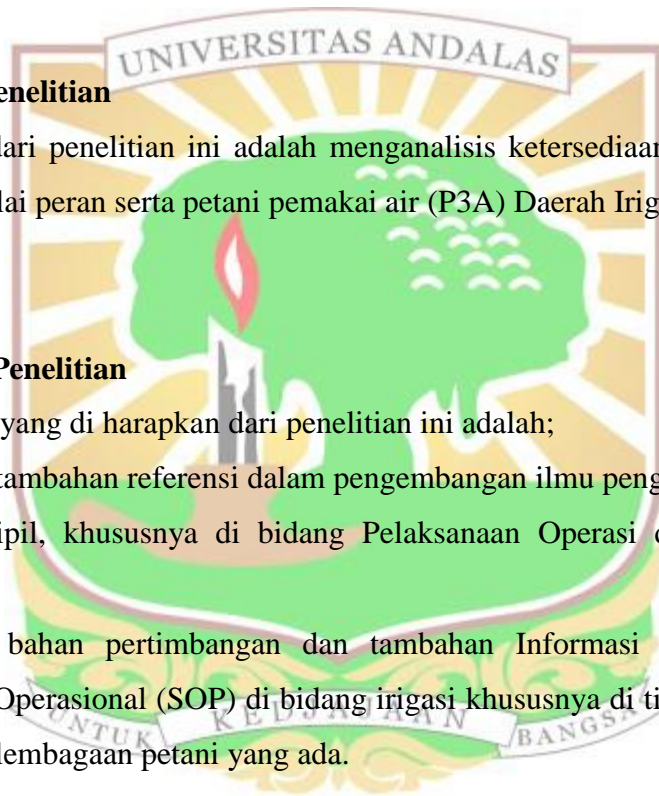 UNIVERSITAS ANDALAS
enelitian
dari penelitian ini adalah menganalisis ketersediaan
lai peran serta petani pemakai air (P3A) Daerah Irig
Penelitian
yang di harapkan dari penelitian ini adalah;
tambahan referensi dalam pengembangan ilmu peng
ipil, khususnya di bidang Pelaksanaan Operasi d
bahan pertimbangan dan tambahan Informasi
Operasional (SOP) di bidang irigasi khususnya di ti
UNTUK KEDJAJAAN BANGSA
lembagaan petani yang ada.